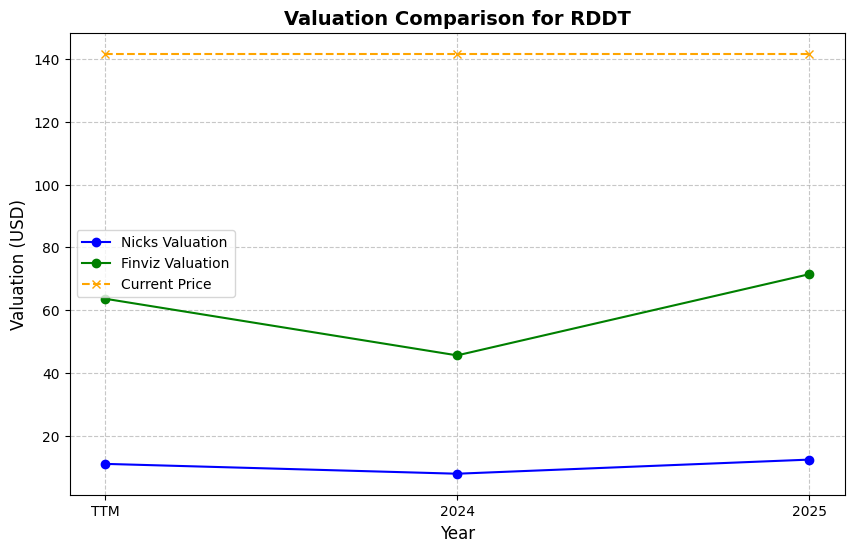 Valuation Comparison for RDDT
Valuation (USD)
140
120
100
80
60
40
20
Nicks Valuation
Finviz Valuation
Current Price
TTM
2024
2025
Year